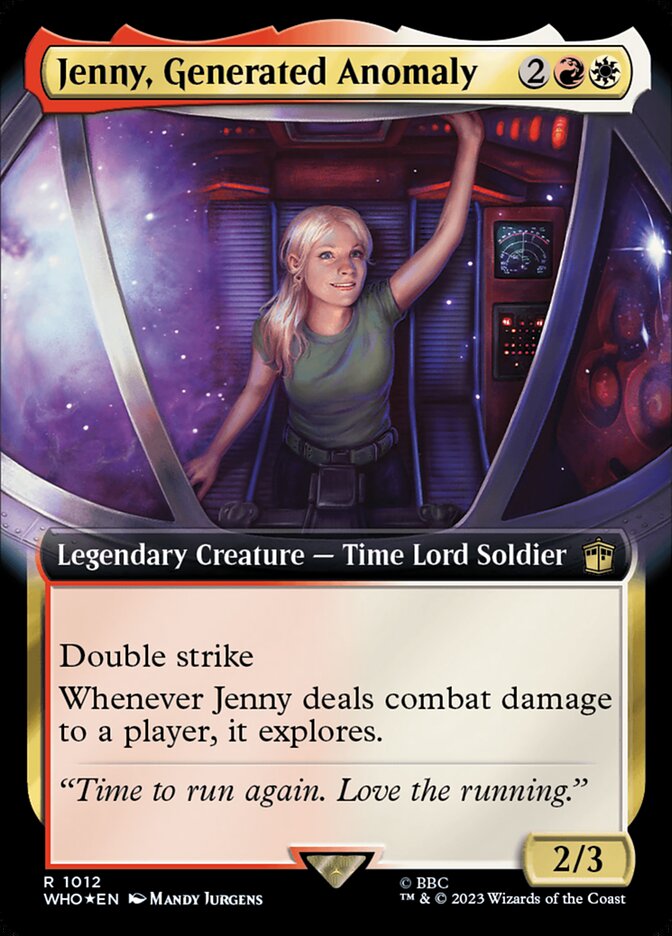 Jenny, Generated Anomaly 2
Legendary Creature — Time Lord Soldier
Double strike
Whenever Jenny deals combat damage
to a player, it explores.
“Time to run again. Love the running.”
2/3
R 1012
WHO★EN Mandy Jurgens
© BBC
™ & © 2023 Wizards of the Coast